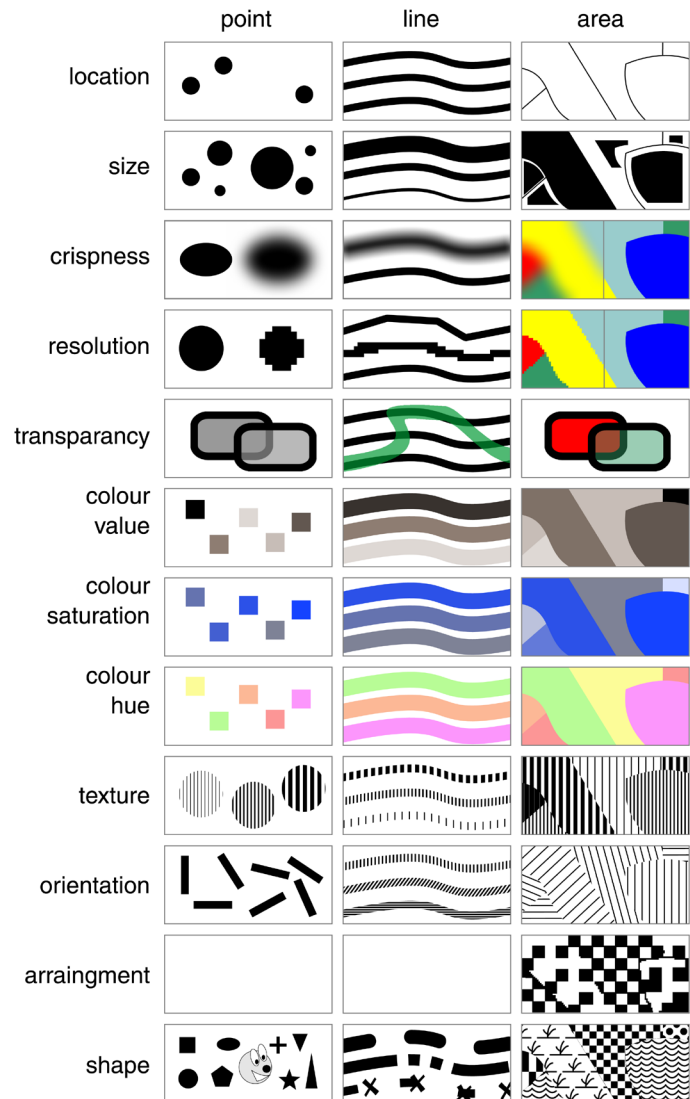 point line area
location
size
crispness
resolution
transparancy
colour
value
colour
saturation
colour
hue
texture
orientation
arraingment
shape